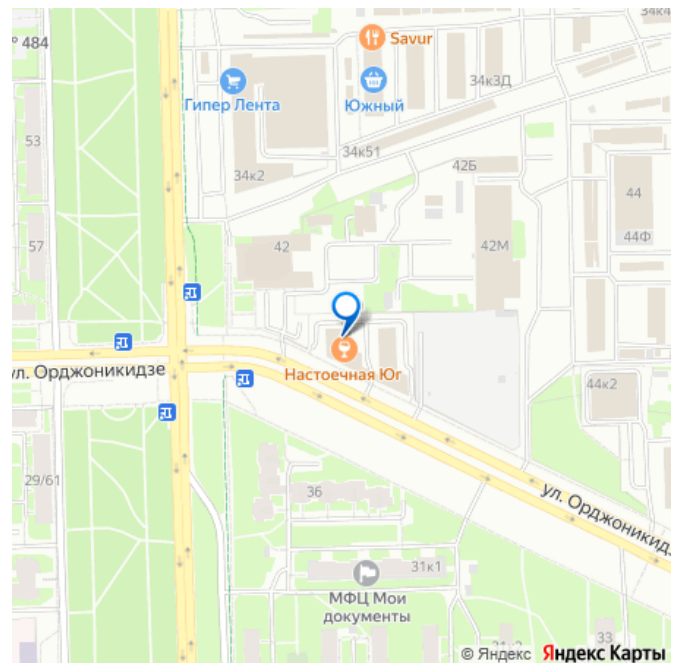 34к4
° 484
Savur
Гипер Лента
Южный
34к3Д
53
34к51
34к2
42Б
44
57
42
42М
44Ф
ул. Орджоникидзе
Настоечная Юг
44к2
29/61
36
ул. Орджоникидз
31к1
МФЦ Мои
документы
33
© Яндекс Яндекс Карты